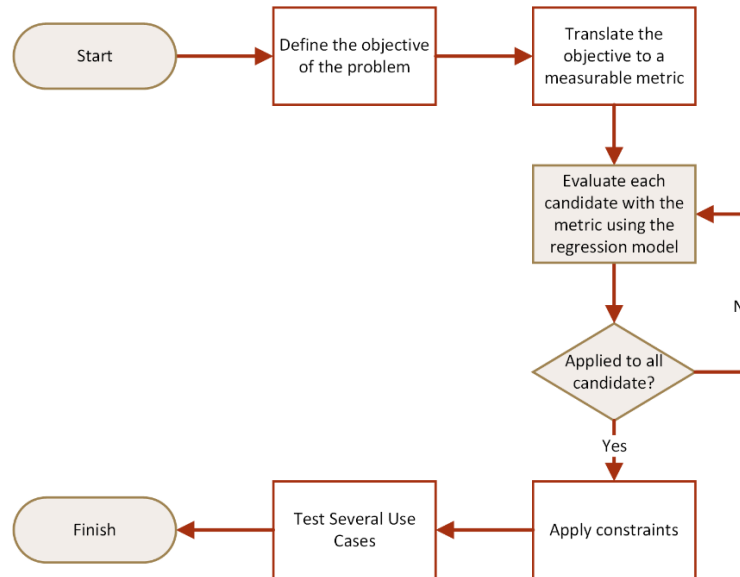 Start
Define the objective
of the problem
Translate the
objective to a
measurable metric
Evaluate each
candidate with the
metric using the
regression model
Applied to all
candidate?
Yes
Apply constraints
Test Several Use
Cases
Finish